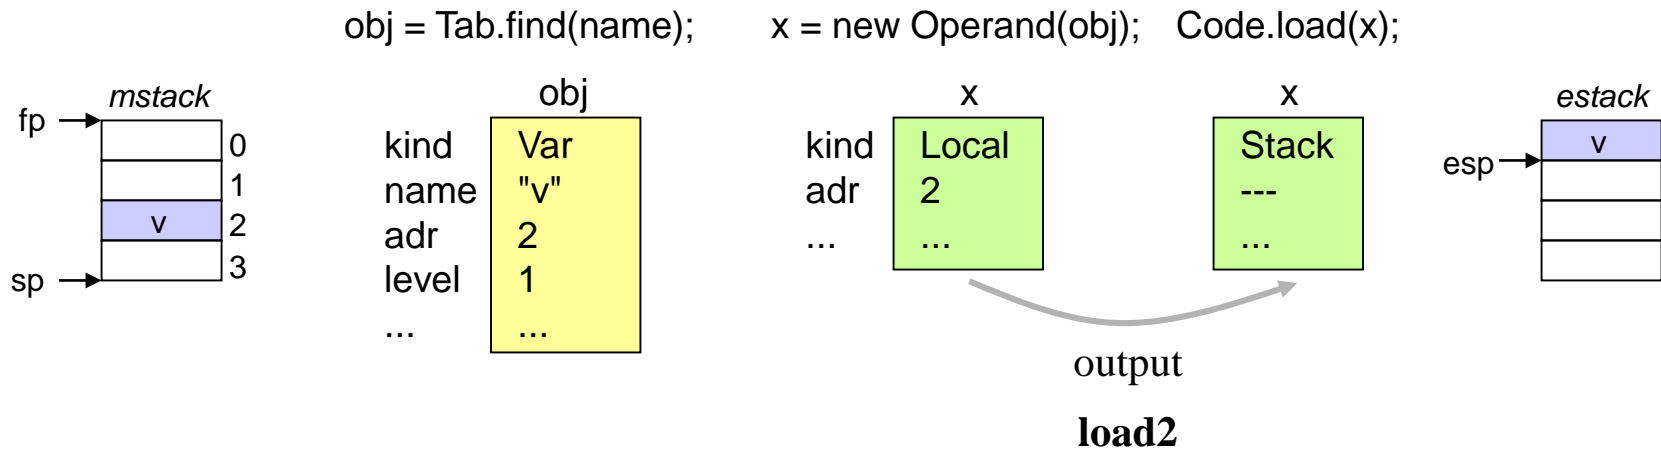 obj = Tab.find(name); x = new Operand(obj); Code.load(x);
mstack
fp
0
1
v 2
3
sp
obj
kind Var
name "v"
adr 2
level 1
... ...
x
kind Local
adr 2
... ...
x
Stack
---
...
output
load2
estack
v
esp